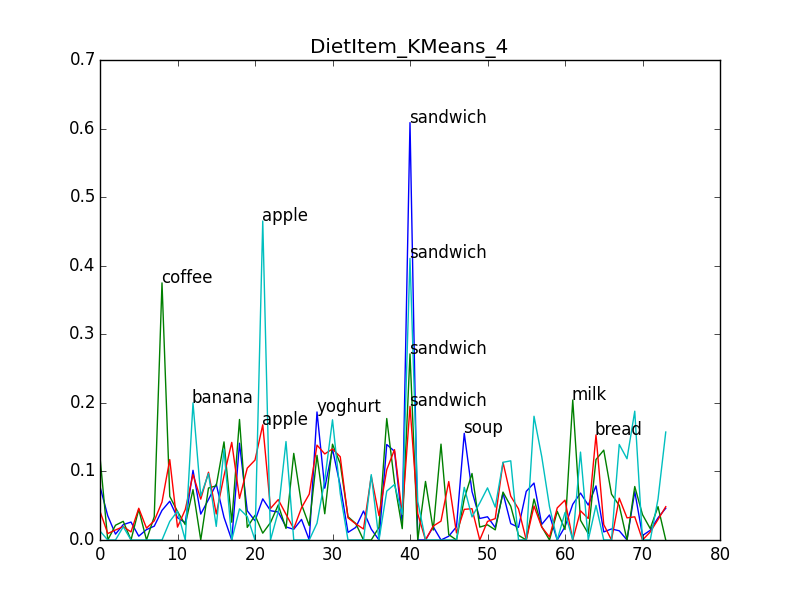 DietItem_KMeans_4
0.7
0.6
0.5
0.4
0.3
0.2
0.1
0.0
sandwich
apple
sandwich
coffee
sandwich
banana
yoghurt
sandwich
milk
apple
soup
bread
0 10 20 30 40 50 60 70 80